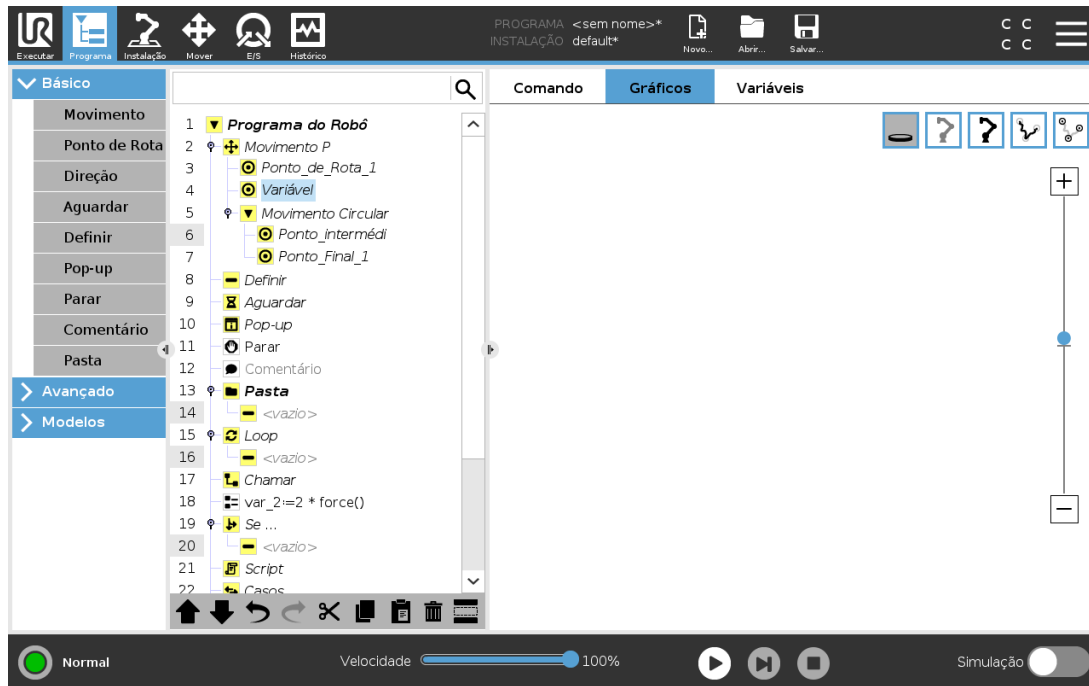 PROGRAMA <sem nome>*
INSTALAÇÃO default*
C C
C C
Executar Programa Instalação Mover E/S Histórico Novo... Abrir... Salvar...
Básico
Movimento
Ponto de Rota
Direção
Aguardar
Definir
Pop-up
Parar
Comentário
Pasta
Avançado
Modelos
1 Programa do Robô
2 Movimento P
3 Ponto_de_Rota_1
4 Variável
5 Movimento Circular
6 Ponto_intermédi
7 Ponto_Final_1
8 Definir
9 Aguardar
10 Pop-up
11 Parar
12 Comentário
13 Pasta
14 <vazio>
15 Loop
16 <vazio>
17 Chamar
18 var_2:=2 * force()
19 Se ...
20 <vazio>
21 Script
22 Casos
Comando Gráficos Variáveis
Normal Velocidade 100% Simulação